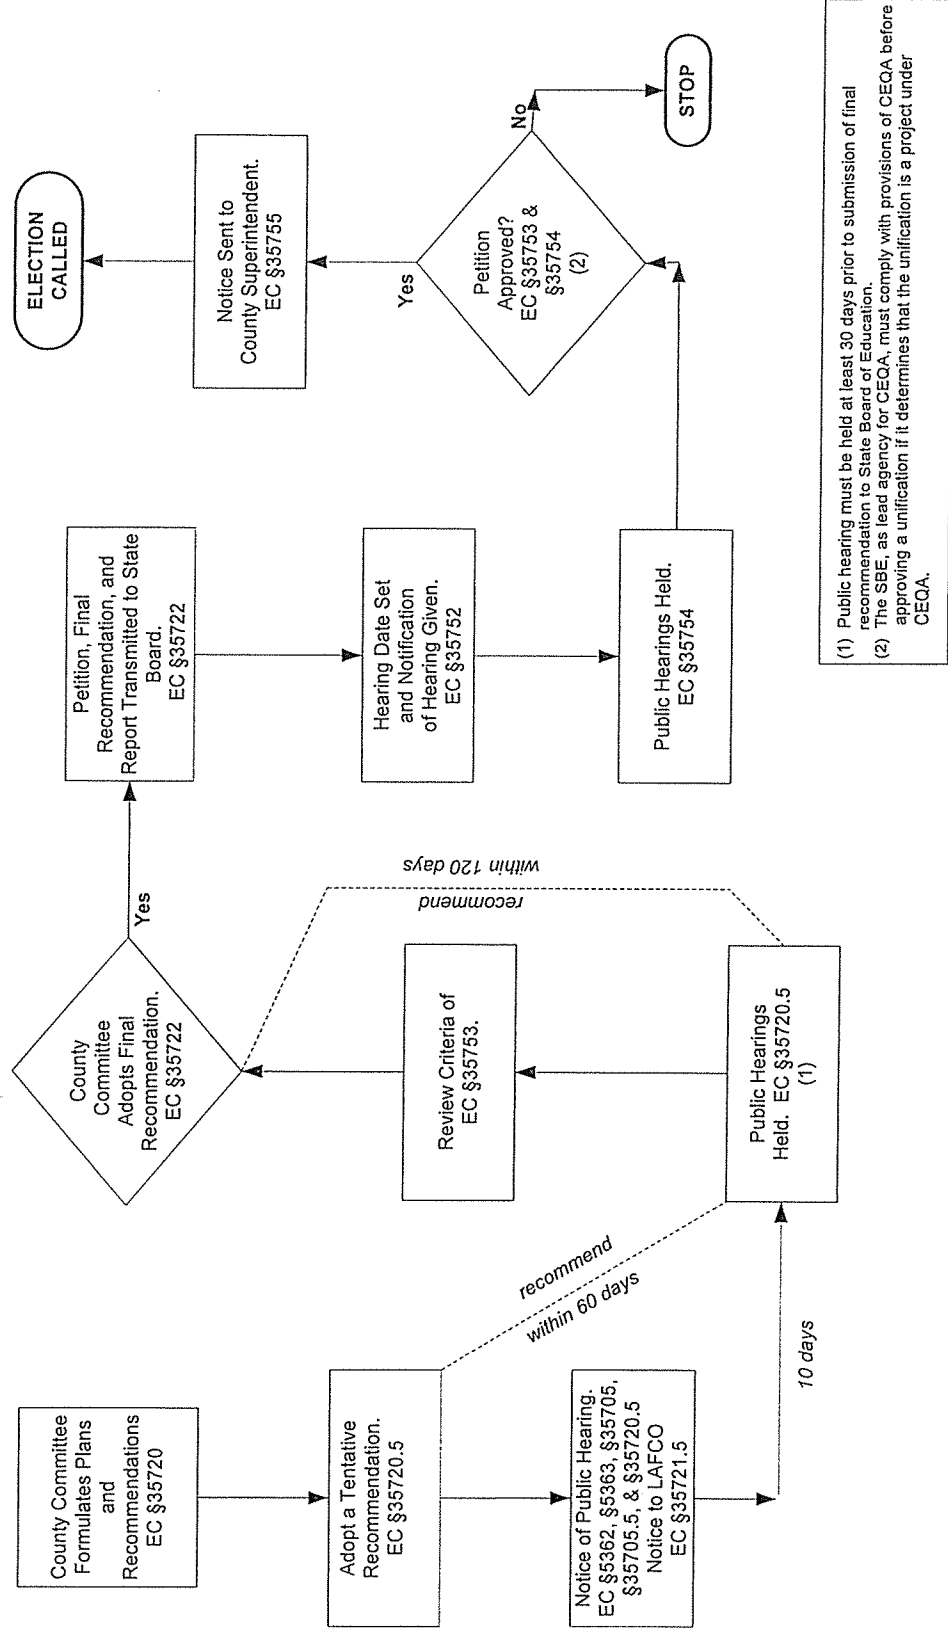 County Committee
Formulates Plans
and
Recommendations
EC §35720
Adopt a Tentative
Recommendation.
EC §35720.5
Notice of Public Hearing.
EC §5362, §5363, §35705,
§35705.5, & §35720.5
Notice to LAFCO
EC §35721.5
10 days
recommend
within 60 days
Public Hearings
Held. EC §35720.5
(1)
Review Criteria of
EC §35753.
recommend
within 120 days
County
Committee
Adopts Final
Recommendation.
EC §35722
Yes
Petition, Final
Recommendation, and
Report Transmitted to State
Board.
EC §35722
Hearing Date Set
and Notification
of Hearing Given.
EC §35752
Public Hearings Held.
EC §35754
Petition
Approved?
EC §35753 &
§35754
(2)
Yes
No
Notice Sent to
County Superintendent.
EC §35755
ELECTION
CALLED
STOP
(1) Public hearing must be held at least 30 days prior to submission of final
recommendation to State Board of Education.
(2) The SBE, as lead agency for CEQA, must comply with provisions of CEQA before
approving a unification if it determines that the unification is a project under
CEQA.